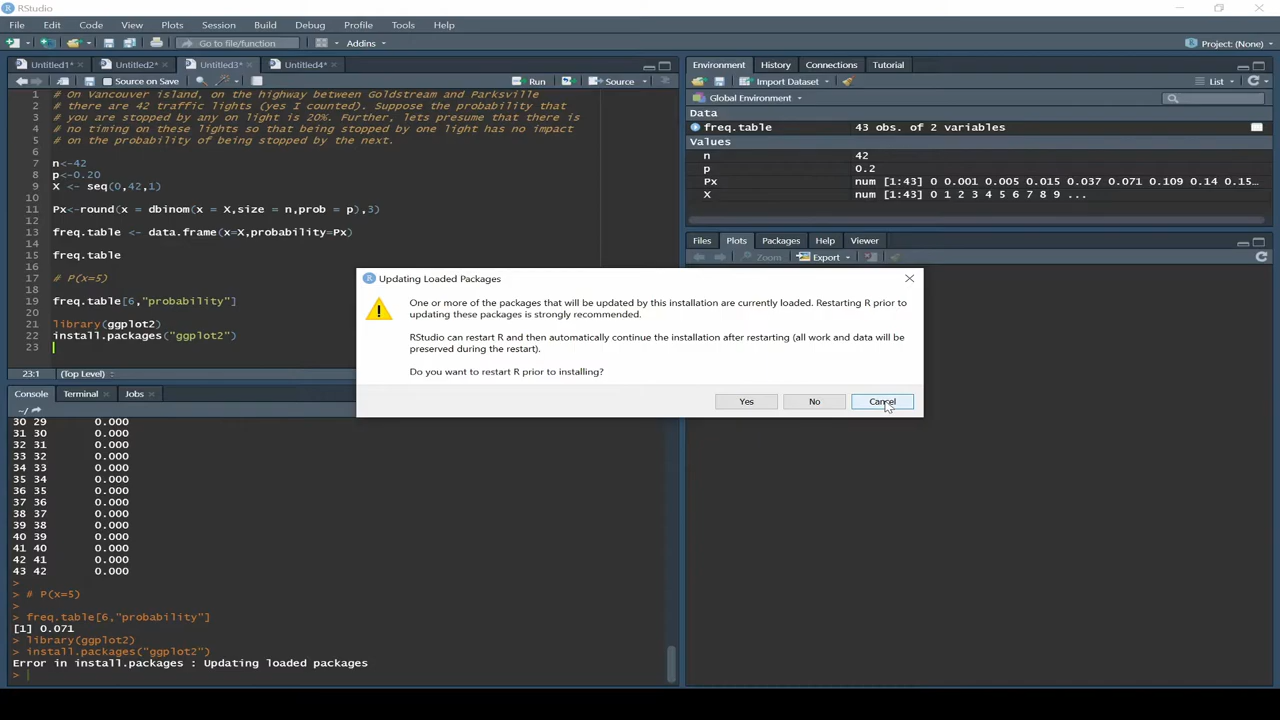 RStudio
File Edit Code View Plots Session Build Debug Profile Tools Help
Go to file/function Addins Project: (None)
Untitled1* Untitled2* Untitled3* Untitled4*
Source on Save Run Source
1 # On Vancouver island, on the highway between Goldstream and Parksville
2 # there are 42 traffic lights (yes I counted). Suppose the probability that
3 # you are stopped by any on light is 20%. Further, lets presume that there is
4 # no timing on these lights so that being stopped by one light has no impact
5 # on the probability of being stopped by the next.
6
7 n<-42
8 p<-0.20
9 X <- seq(0,42,1)
10
11 Px<-round(x = dbinom(x = X,size = n,prob = p),3)
12
13 freq.table <- data.frame(x=X,probability=Px)
14
15 freq.table
16
17 # P(x=5)
18
19 freq.table[6,"probability"]
20
21 library(ggplot2)
22 install.packages("ggplot2")
23
23:1 (Top Level)
Console Terminal Jobs
~/
30 29 0.000
31 30 0.000
32 31 0.000
33 32 0.000
34 33 0.000
35 34 0.000
36 35 0.000
37 36 0.000
38 37 0.000
39 38 0.000
40 39 0.000
41 40 0.000
42 41 0.000
43 42 0.000
>
> # P(x=5)
>
> freq.table[6,"probability"]
[1] 0.071
> library(ggplot2)
> install.packages("ggplot2")
Error in install.packages : Updating loaded packages
>
Environment History Connections Tutorial
Import Dataset List
Global Environment
Data
freq.table 43 obs. of 2 variables
Values
n 42
p 0.2
Px num [1:43] 0 0.001 0.005 0.015 0.037 0.071 0.109 0.14 0.15…
X num [1:43] 0 1 2 3 4 5 6 7 8 9 ...
Files Plots Packages Help Viewer
Zoom Export
Updating Loaded Packages
One or more of the packages that will be updated by this installation are currently loaded. Restarting R prior to
updating these packages is strongly recommended.
RStudio can restart R and then automatically continue the installation after restarting (all work and data will be
preserved during the restart).
Do you want to restart R prior to installing?
Yes No Cancel